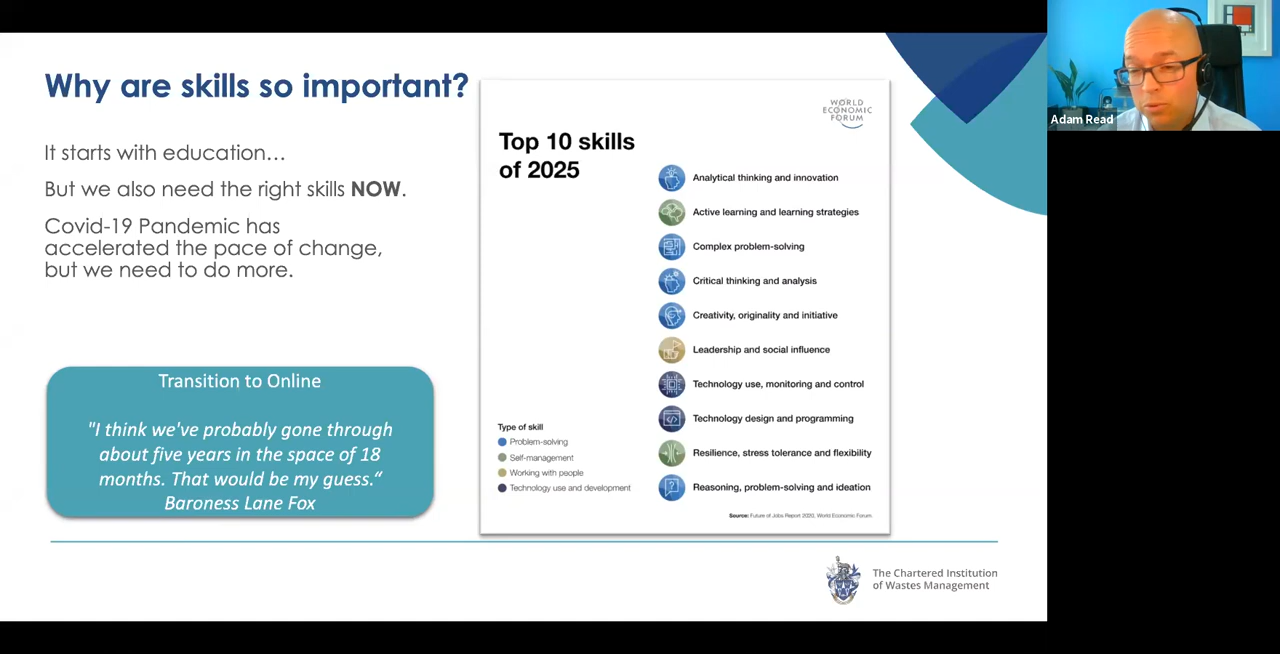 Why are skills so important?
It starts with education…
But we also need the right skills NOW.
Covid-19 Pandemic has
accelerated the pace of change,
but we need to do more.
Transition to Online
"I think we've probably gone through
about five years in the space of 18
months. That would be my guess.“
Baroness Lane Fox
WORLD
ECONOMIC
FORUM
Top 10 skills
of 2025
Analytical thinking and innovation
Active learning and learning strategies
Complex problem-solving
Critical thinking and analysis
Creativity, originality and initiative
Leadership and social influence
Technology use, monitoring and control
Technology design and programming
Resilience, stress tolerance and flexibility
Reasoning, problem-solving and ideation
Type of skill
Problem-solving
Self-management
Working with people
Technology use and development
Source: Future of Jobs Report 2020, World Economic Forum.
The Chartered Institution
of Wastes Management
Adam Read